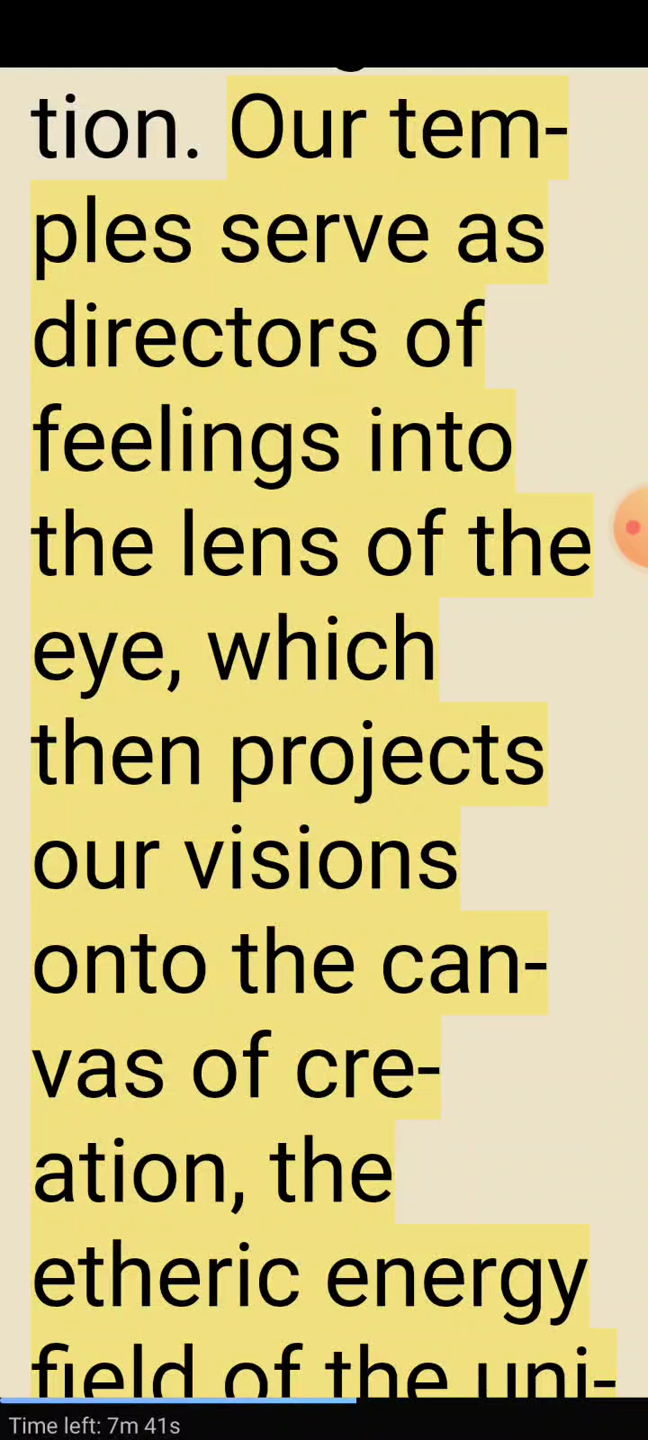 tion. Our tem-
ples serve as
directors of
feelings into
the lens of the
eye, which
then projects
our visions
onto the can-
vas of cre-
ation, the
etheric energy
field of the uni-
Time left: 7m 41s